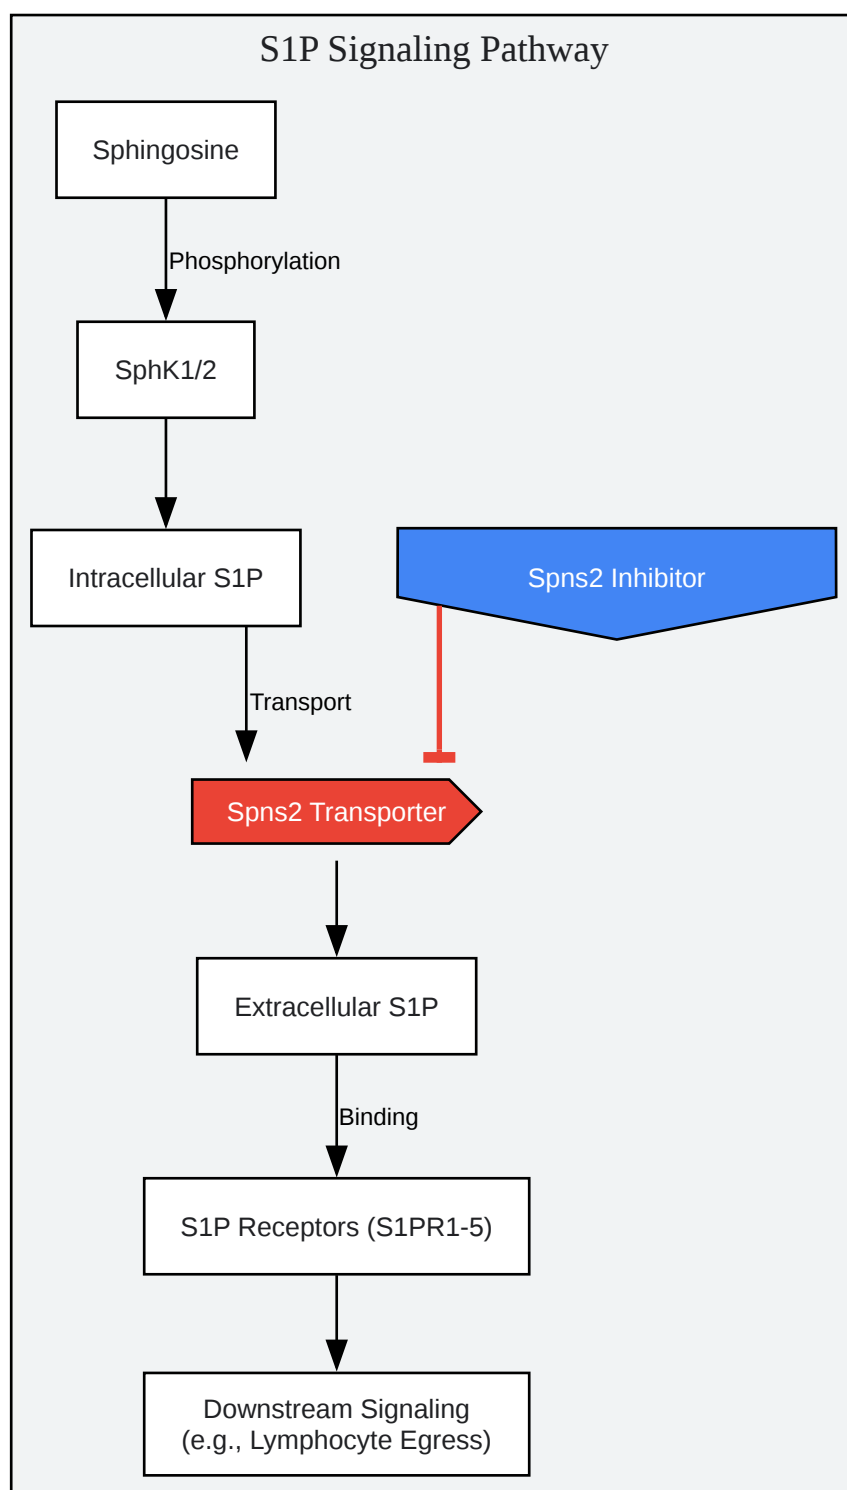 S1P Signaling Pathway
Sphingosine
Phosphorylation
SphK1/2
Intracellular S1P
Spns2 Inhibitor
Transport
Spns2 Transporter
Extracellular S1P
Binding
S1P Receptors (S1PR1-5)
Downstream Signaling
(e.g., Lymphocyte Egress)